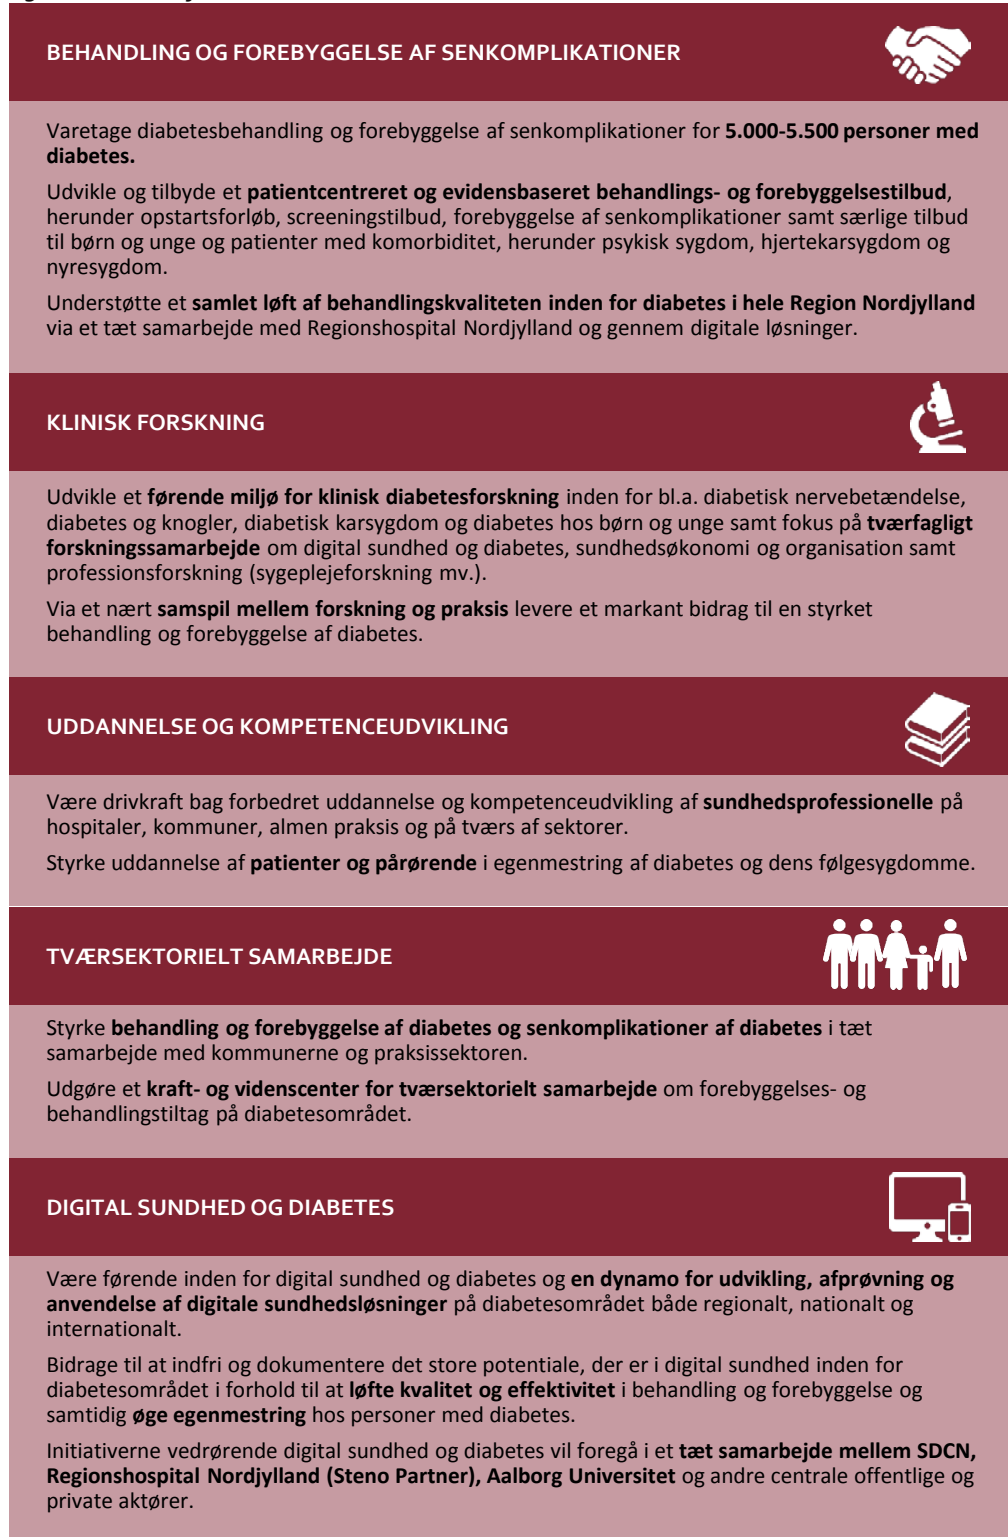 BEHANDLING OG FOREBYGGELSE AF SENKOMPLIKATIONER
Varetage diabetesbehandling og forebyggelse af senkomplikationer for 5.000-5.500 personer med
diabetes.
Udvikle og tilbyde et patientcentreret og evidensbaseret behandlings- og forebyggelsestilbud,
herunder opstartsforløb, screeningstilbud, forebyggelse af senkomplikationer samt særlige tilbud
til børn og unge og patienter med komorbiditet, herunder psykisk sygdom, hjertekarsygdom og
nyresygdom.
Understøtte et samlet løft af behandlingskvaliteten inden for diabetes i hele Region Nordjylland
via et tæt samarbejde med Regionshospital Nordjylland og gennem digitale løsninger.
KLINISK FORSKNING
Udvikle et førende miljø for klinisk diabetesforskning inden for bl.a. diabetisk nervebetændelse,
diabetes og knogler, diabetisk karsygdom og diabetes hos børn og unge samt fokus på tværfagligt
forskningssamarbejde om digital sundhed og diabetes, sundhedsøkonomi og organisation samt
professionsforskning (sygeplejeforskning mv.).
Via et nært samspil mellem forskning og praksis levere et markant bidrag til en styrket
behandling og forebyggelse af diabetes.
UDDANNELSE OG KOMPETENCEUDVIKLING
Være drivkraft bag forbedret uddannelse og kompetenceudvikling af sundhedsprofessionelle på
hospitaler, kommuner, almen praksis og på tværs af sektorer.
Styrke uddannelse af patienter og pårørende i egenmestring af diabetes og dens følgesygdomme.
TVÆRSEKTORIELT SAMARBEJDE
Styrke behandling og forebyggelse af diabetes og senkomplikationer af diabetes i tæt
samarbejde med kommunerne og praksissektoren.
Udgøre et kraft- og videnscenter for tværsektorielt samarbejde om forebyggelses- og
behandlingstiltag på diabetesområdet.
DIGITAL SUNDHED OG DIABETES
Være førende inden for digital sundhed og diabetes og en dynamo for udvikling, afprøvning og
anvendelse af digitale sundhedsløsninger på diabetesområdet både regionalt, nationalt og
internationalt.
Bidrage til at indfri og dokumentere det store potentiale, der er i digital sundhed inden for
diabetesområdet i forhold til at løfte kvalitet og effektivitet i behandling og forebyggelse og
samtidig øge egenmestring hos personer med diabetes.
Initiativerne vedrørende digital sundhed og diabetes vil foregå i et tæt samarbejde mellem SDCN,
Regionshospital Nordjylland (Steno Partner), Aalborg Universitet og andre centrale offentlige og
private aktører.